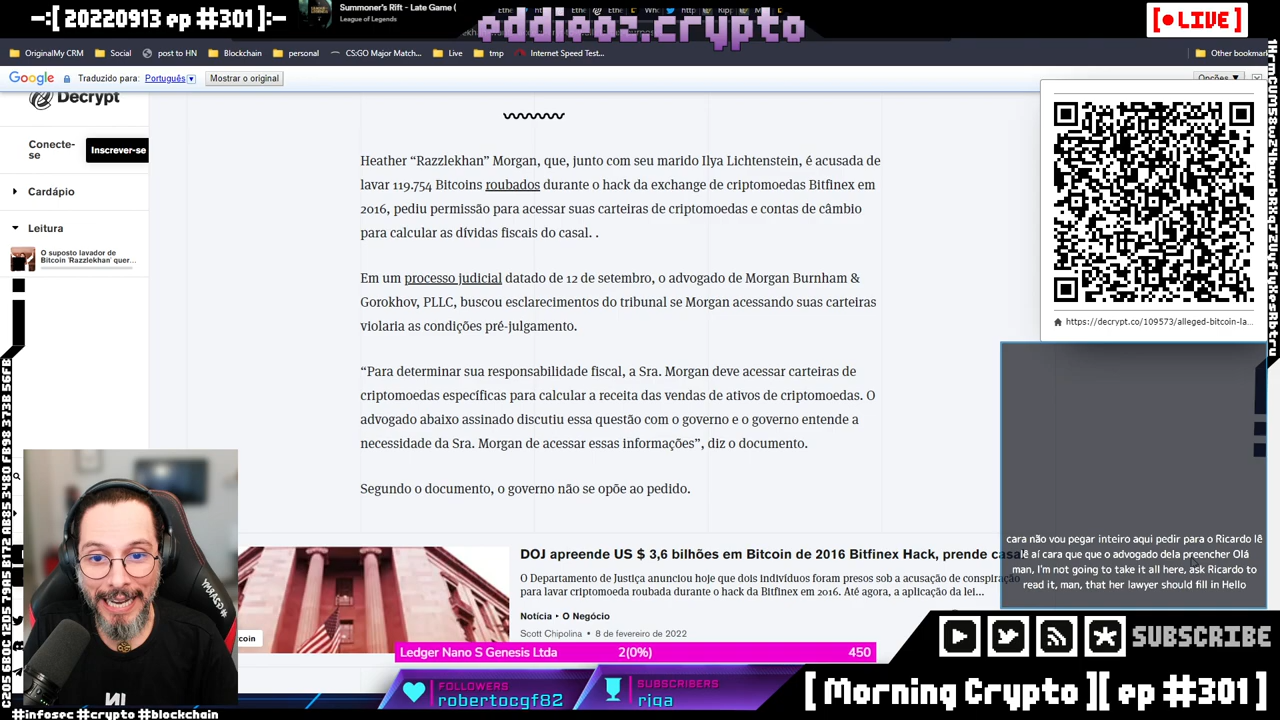 -:[ 20220913 ep #301]:-
Summoner's Rift - Late Game (
League of Legends
eddieoz.crypto
[ ● LIVE ]
OriginalMy CRM
Social
post to HN
Blockchain
personal
CS:GO Major Match...
Live
tmp
Internet Speed Test...
Other bookmar
Google
Traduzido para:
Português
Mostrar o original
Opções ▼
Decrypt
Conecte-
se
Inscrever-se
Cardápio
Leitura
O suposto lavador de
Bitcoin 'Razzlekhan' quer...
Heather “Razzlekhan” Morgan, que, junto com seu marido Ilya Lichtenstein, é acusada de
lavar 119.754 Bitcoins roubados durante o hack da exchange de criptomoedas Bitfinex em
2016, pediu permissão para acessar suas carteiras de criptomoedas e contas de câmbio
para calcular as dívidas fiscais do casal. .
Em um processo judicial datado de 12 de setembro, o advogado de Morgan Burnham &
Gorokhov, PLLC, buscou esclarecimentos do tribunal se Morgan acessando suas carteiras
violaria as condições pré-julgamento.
“Para determinar sua responsabilidade fiscal, a Sra. Morgan deve acessar carteiras de
criptomoedas específicas para calcular a receita das vendas de ativos de criptomoedas. O
advogado abaixo assinado discutiu essa questão com o governo e o governo entende a
necessidade da Sra. Morgan de acessar essas informações”, diz o documento.
Segundo o documento, o governo não se opõe ao pedido.
https://decrypt.co/109573/alleged-bitcoin-la...
cara não vou pegar inteiro aqui pedir para o Ricardo lê
lê aí cara que que o advogado dela preencher Olá
man, I'm not going to take it all here, ask Ricardo to
read it, man, that her lawyer should fill in Hello
DOJ apreende US $ 3,6 bilhões em Bitcoin de 2016 Bitfinex Hack, prende casa
O Departamento de Justiça anunciou hoje que dois indivíduos foram presos sob a acusação de conspiração
para lavar criptomoeda roubada durante o hack da Bitfinex em 2016. Até agora, a aplicação da lei...
Notícia • O Negócio
Scott Chipolina • 8 de fevereiro de 2022
coin
Ledger Nano S Genesis Ltda 2(0%) 450
FOLLOWERS
robertocgf82
SUBSCRIBERS
riqa
SUBSCRIBE
[ Morning Crypto ][ ep #301 ]
#infosec #crypto #blockchain